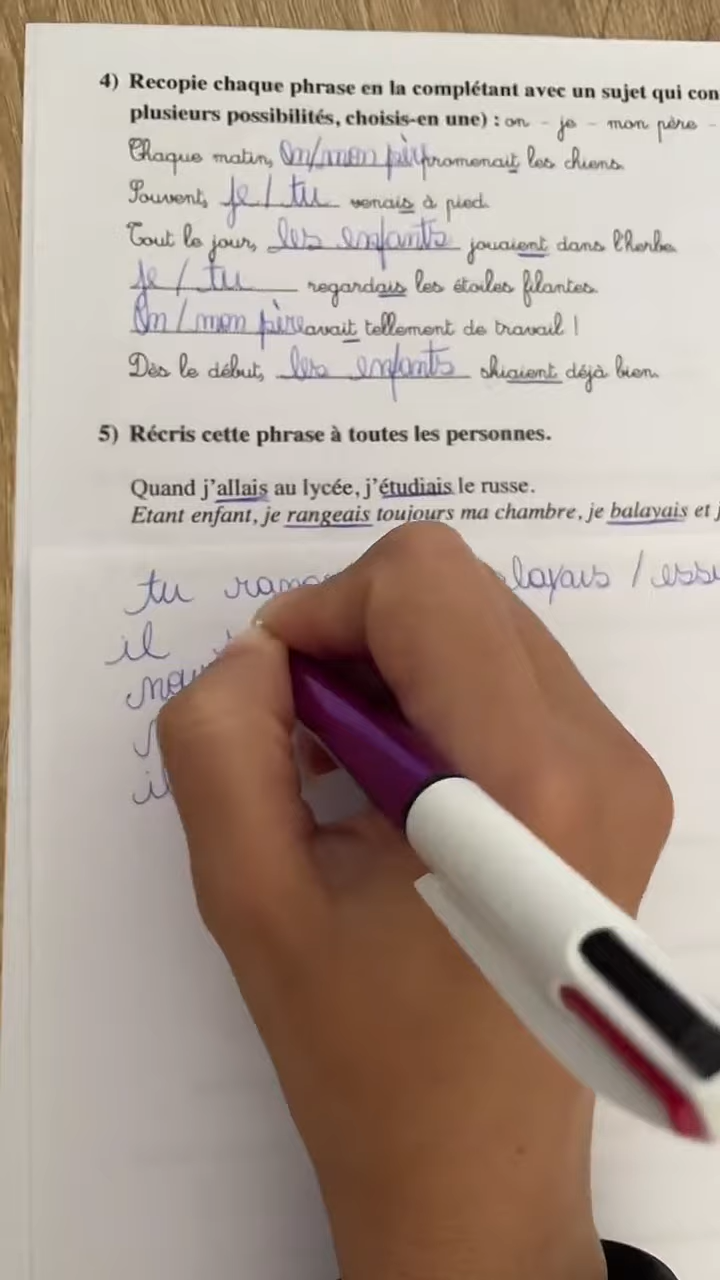 4) Recopie chaque phrase en la complétant avec un sujet qui con
plusieurs possibilités, choisis-en une) : on - je - mon père -
Chaque matin, On/mon pèr promenait les chiens.
Souvent, je / tu venais à pied.
Tout le jour, les enfants jouaient dans l'herbe.
je / tu regardais les étoiles filantes.
On / mon père avait tellement de travail !
Dès le début, les enfants skiaient déjà bien.
5) Récris cette phrase à toutes les personnes.
Quand j'allais au lycée, j'étudiais le russe.
Etant enfant, je rangeais toujours ma chambre, je balayais et j
tu layais / ess
il